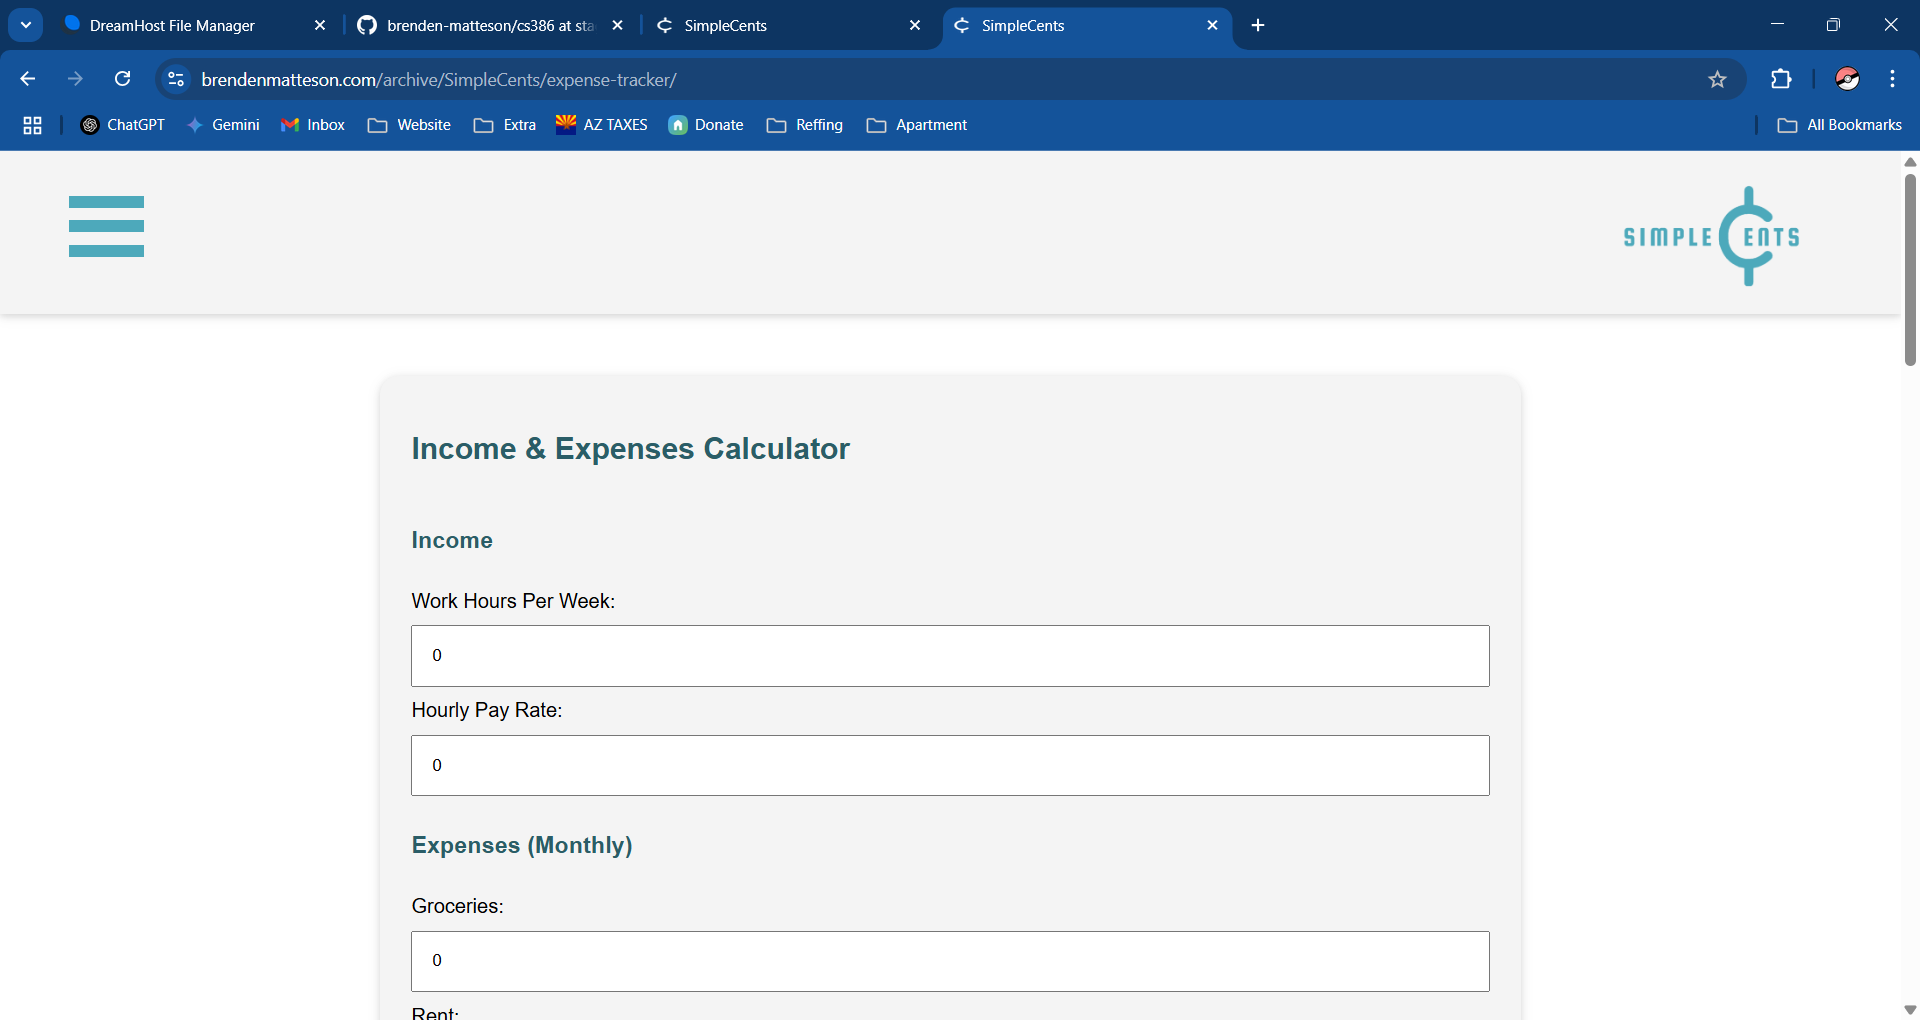 DreamHost File Manager
brenden-matteson/cs386 at sta
SimpleCents
SimpleCents
brendenmatteson.com/archive/SimpleCents/expense-tracker/
ChatGPT
Gemini
Inbox
Website
Extra
AZ TAXES
Donate
Reffing
Apartment
All Bookmarks
SIMPLE CENTS
Income & Expenses Calculator
Income
Work Hours Per Week:
0
Hourly Pay Rate:
0
Expenses (Monthly)
Groceries:
0
Rent: